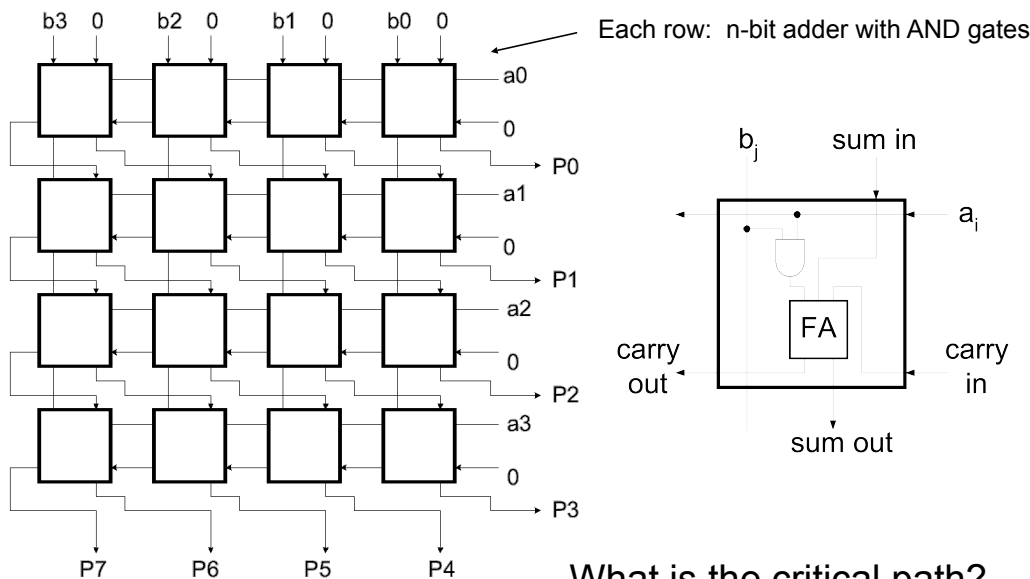 b3 0 b2 0 b1 0 b0 0
Each row: n-bit adder with AND gates
a0
0
P0
a1
0
P1
a2
0
P2
a3
0
P3
P7 P6 P5 P4
bj sum in
ai
FA
carry out
carry in
sum out
What is the critical path?